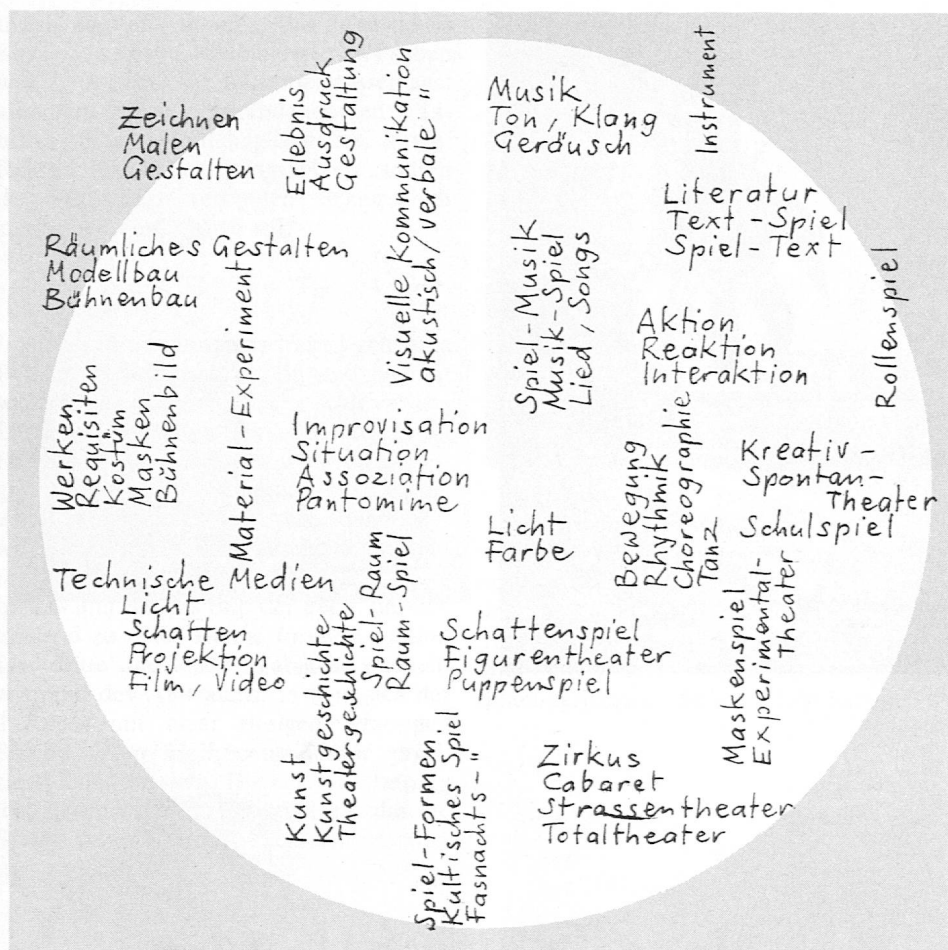 Zeichnen
Malen
Gestalten
Erlebnis
Ausdruck
Gestaltung
Visuelle Kommunikation
akustisch/verbale "
Musik
Ton, Klang
Geräusch
Instrument
Literatur
Text-Spiel
Spiel-Text
Räumliches Gestalten
Modellbau
Bühnenbau
Material-Experiment
Spiel-Musik
Musik-Spiel
Lied, Songs
Aktion
Reaktion
Interaktion
Rollenspiel
Werken
Requisiten
Kostüm
Masken
Bühnenbild
Improvisation
Situation
Assoziation
Pantomime
Licht
Farbe
Bewegung
Rhythmik
Choreographie
Tanz
Kreativ-
Spontan-
Theater
Schulspiel
Technische Medien
Licht
Schatten
Projektion
Film, Video
Spiel-Raum
Raum-Spiel
Schattenspiel
Figurentheater
Puppenspiel
Maskenspiel
Experimental-
Theater
Kunst
Kunstgeschichte
Theatergeschichte
Spiel-Formen
Kultisches Spiel
Fasnachts-"
Zirkus
Cabaret
Strassentheater
Totaltheater